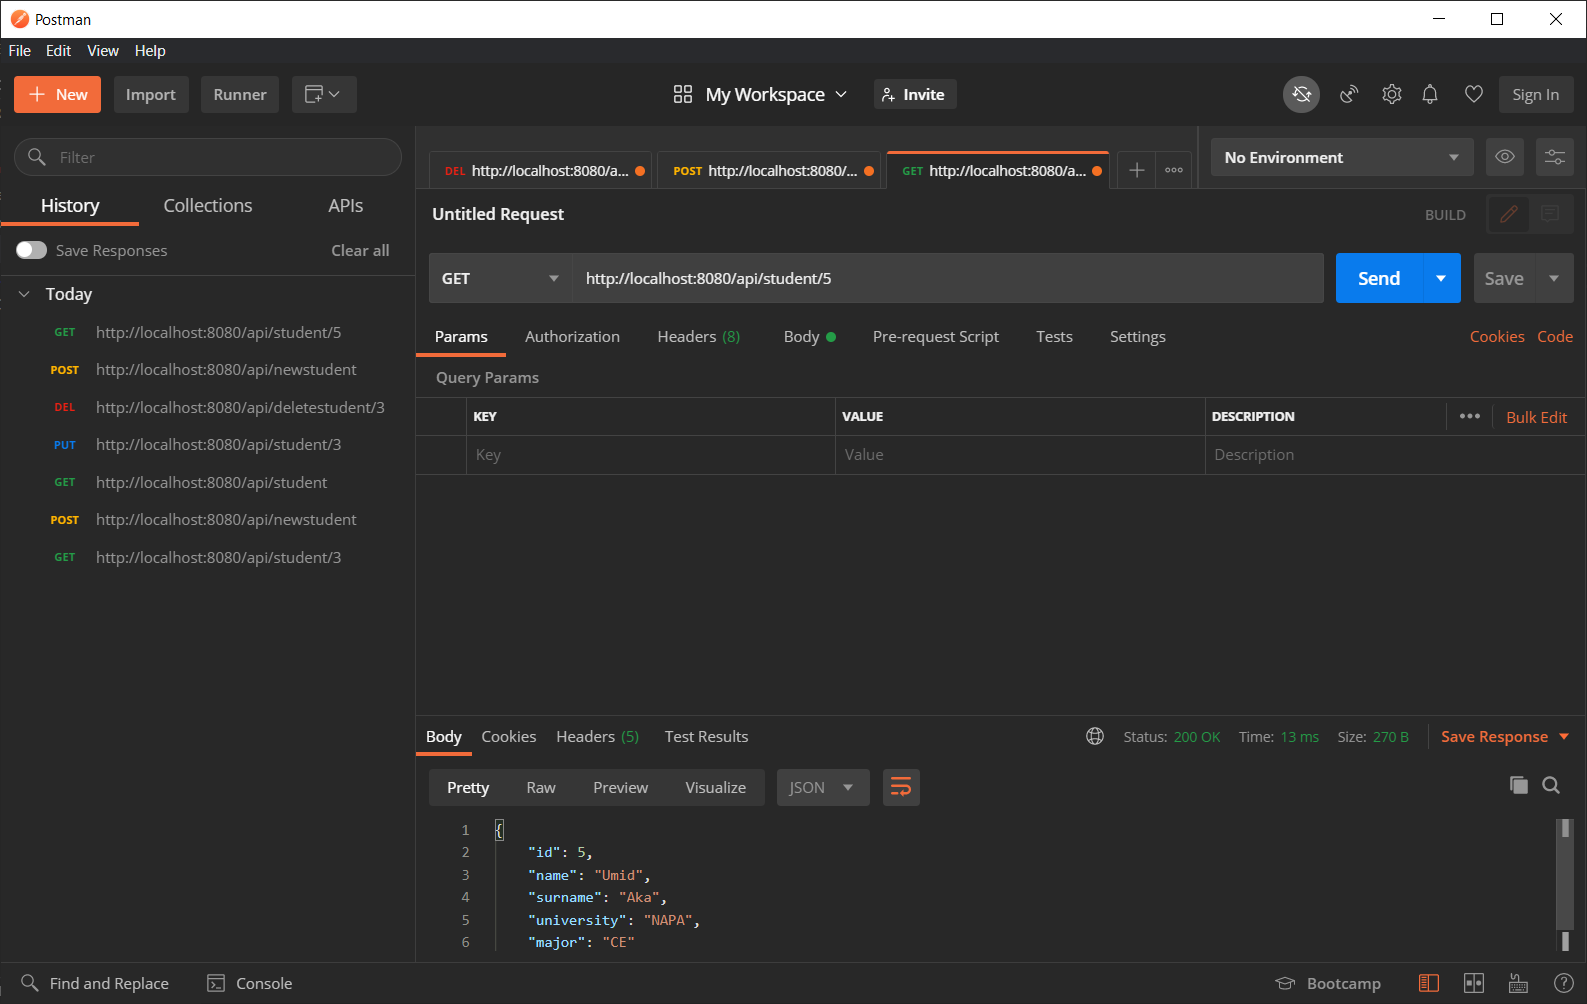 Postman
File Edit View Help
New Import Runner My Workspace Invite Sign In
Filter
History Collections APIs
Save Responses Clear all
Today
GET http://localhost:8080/api/student/5
POST http://localhost:8080/api/newstudent
DEL http://localhost:8080/api/deletestudent/3
PUT http://localhost:8080/api/student/3
GET http://localhost:8080/api/student
POST http://localhost:8080/api/newstudent
GET http://localhost:8080/api/student/3
DEL http://localhost:8080/a... POST http://localhost:8080/... GET http://localhost:8080/a... No Environment
Untitled Request BUILD
GET http://localhost:8080/api/student/5 Send Save
Params Authorization Headers (8) Body Pre-request Script Tests Settings Cookies Code
Query Params
KEY VALUE DESCRIPTION Bulk Edit
Key Value Description
Body Cookies Headers (5) Test Results Status: 200 OK Time: 13 ms Size: 270 B Save Response
Pretty Raw Preview Visualize JSON
1 {
2 "id": 5,
3 "name": "Umid",
4 "surname": "Aka",
5 "university": "NAPA",
6 "major": "CE"
Find and Replace Console Bootcamp